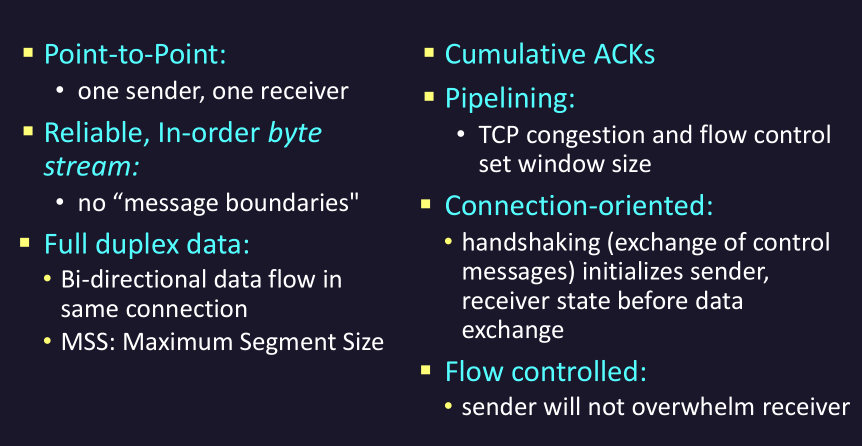 Point-to-Point:
one sender, one receiver
Reliable, In-order byte
stream:
no “message boundaries"
Full duplex data:
Bi-directional data flow in
same connection
MSS: Maximum Segment Size
Cumulative ACKs
Pipelining:
TCP congestion and flow control
set window size
Connection-oriented:
handshaking (exchange of control
messages) initializes sender,
receiver state before data
exchange
Flow controlled:
sender will not overwhelm receiver